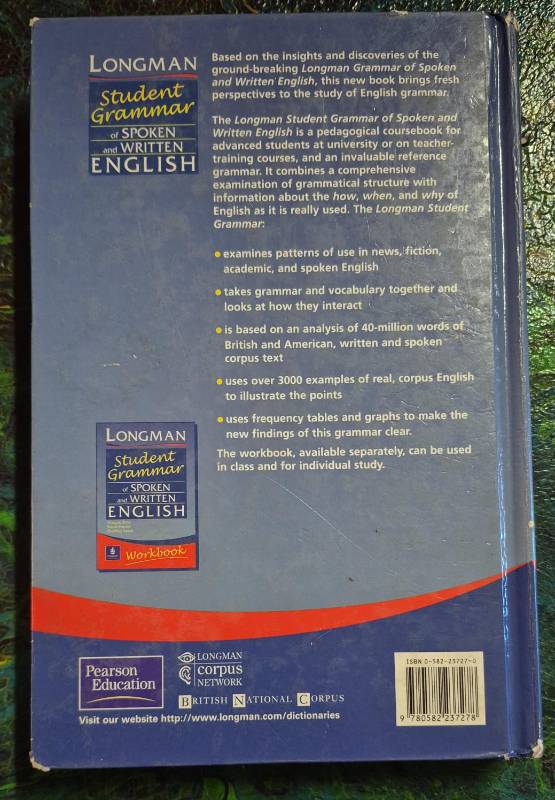 LONGMAN
Student
Grammar
OF SPOKEN
and WRITTEN
ENGLISH
Based on the insights and discoveries of the
ground-breaking Longman Grammar of Spoken
and Written English, this new book brings fresh
perspectives to the study of English grammar.
The Longman Student Grammar of Spoken and
Written English is a pedagogical coursebook for
advanced students at university or on teacher-
training courses, and an invaluable reference
grammar. It combines a comprehensive
examination of grammatical structure with
information about the how, when, and why of
English as it is really used. The Longman Student
Grammar:
• examines patterns of use in news, fiction,
academic, and spoken English
• takes grammar and vocabulary together and
looks at how they interact
• is based on an analysis of 40-million words of
British and American, written and spoken
corpus text
• uses over 3000 examples of real, corpus English
to illustrate the points
• uses frequency tables and graphs to make the
new findings of this grammar clear.
The workbook, available separately, can be used
in class and for individual study.
LONGMAN
Student
Grammar
OF SPOKEN
and WRITTEN
ENGLISH
Workbook
Pearson
Education
LONGMAN
corpus
NETWORK
BRITISH NATIONAL CORPUS
Visit our website http://www.longman.com/dictionaries
ISBN 0-582-23727-0
9 780582 237278